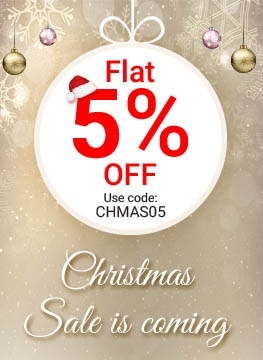 Flat
5%
OFF
Use code:
CHMAS05
Christmas
Sale is coming